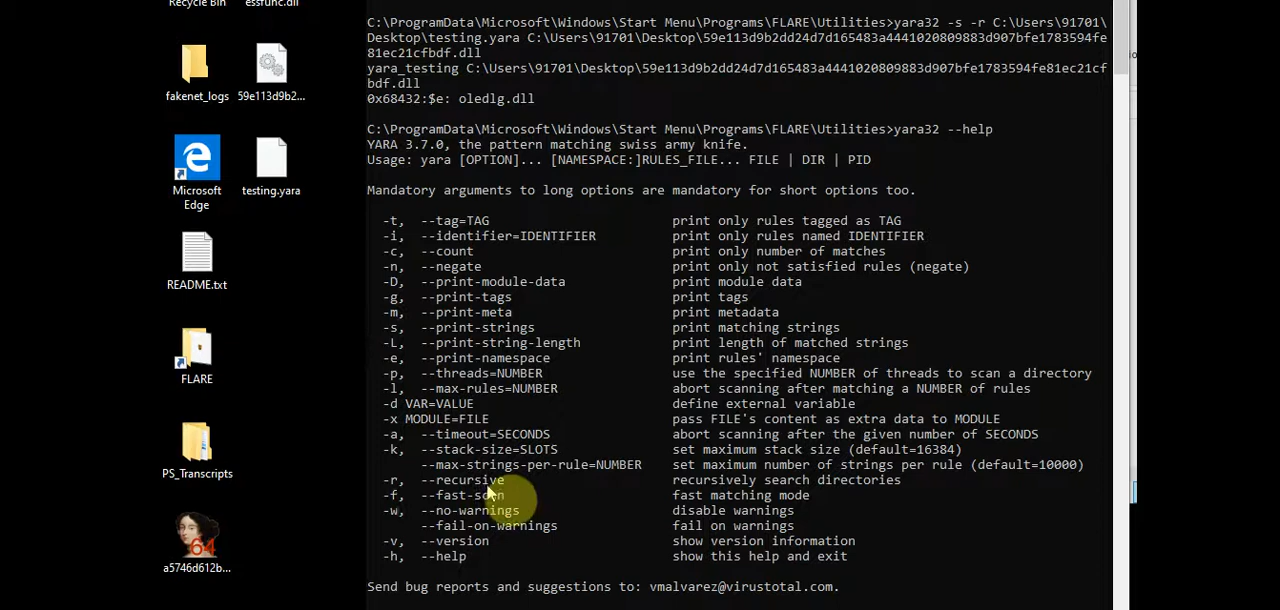 Recycle Bin
essfunc.dll
fakenet_logs
59e113d9b2...
Microsoft
Edge
testing.yara
README.txt
FLARE
PS_Transcripts
64
a5746d612b...
C:\ProgramData\Microsoft\Windows\Start Menu\Programs\FLARE\Utilities>yara32 -s -r C:\Users\91701\
Desktop\testing.yara C:\Users\91701\Desktop\59e113d9b2dd24d7d165483a4441020809883d907bfe1783594fe
81ec21cfbdf.dll
yara_testing C:\Users\91701\Desktop\59e113d9b2dd24d7d165483a4441020809883d907bfe1783594fe81ec21cf
bdf.dll
0x68432:$e: oledlg.dll
C:\ProgramData\Microsoft\Windows\Start Menu\Programs\FLARE\Utilities>yara32 --help
YARA 3.7.0, the pattern matching swiss army knife.
Usage: yara [OPTION]... [NAMESPACE:]RULES_FILE... FILE | DIR | PID
Mandatory arguments to long options are mandatory for short options too.
-t, --tag=TAG print only rules tagged as TAG
-i, --identifier=IDENTIFIER print only rules named IDENTIFIER
-c, --count print only number of matches
-n, --negate print only not satisfied rules (negate)
-D, --print-module-data print module data
-g, --print-tags print tags
-m, --print-meta print metadata
-s, --print-strings print matching strings
-L, --print-string-length print length of matched strings
-e, --print-namespace print rules' namespace
-p, --threads=NUMBER use the specified NUMBER of threads to scan a directory
-l, --max-rules=NUMBER abort scanning after matching a NUMBER of rules
-d VAR=VALUE define external variable
-x MODULE=FILE pass FILE's content as extra data to MODULE
-a, --timeout=SECONDS abort scanning after the given number of SECONDS
-k, --stack-size=SLOTS set maximum stack size (default=16384)
--max-strings-per-rule=NUMBER set maximum number of strings per rule (default=10000)
-r, --recursive recursively search directories
-f, --fast-scan fast matching mode
-w, --no-warnings disable warnings
--fail-on-warnings fail on warnings
-v, --version show version information
-h, --help show this help and exit
Send bug reports and suggestions to: vmalvarez@virustotal.com.